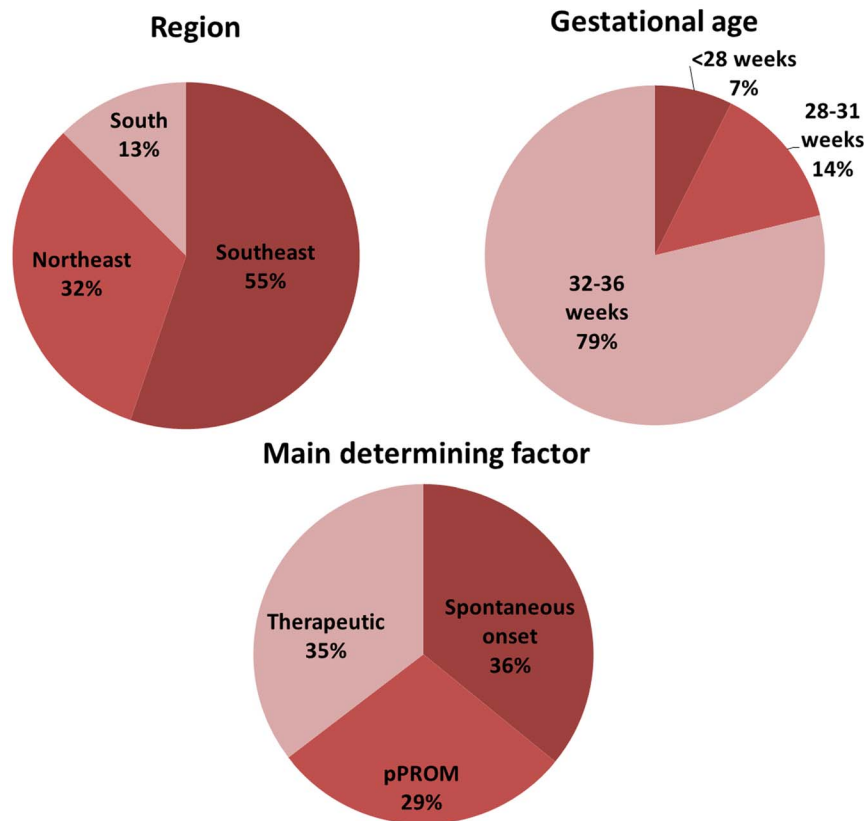 Region
South
13%
Northeast
32%
Southeast
55%
Gestational age
<28 weeks
7%
28-31
weeks
14%
32-36
weeks
79%
Main determining factor
Therapeutic
35%
Spontaneous
onset
36%
pPROM
29%